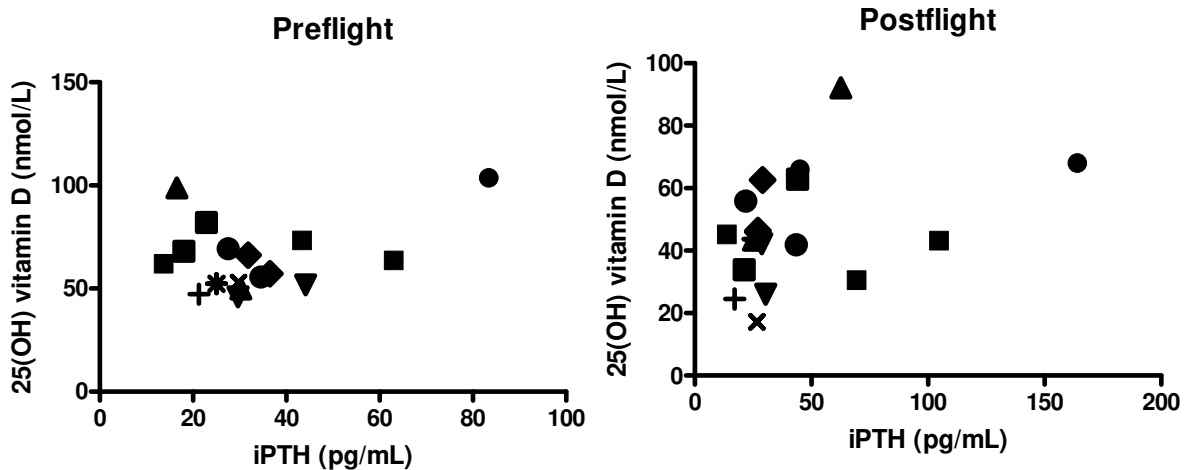 Preflight
25(OH) vitamin D (nmol/L)
150
100
50
0
0 20 40 60 80 100
iPTH (pg/mL)
Postflight
25(OH) vitamin D (nmol/L)
100
80
60
40
20
0
0 50 100 150 200
iPTH (pg/mL)